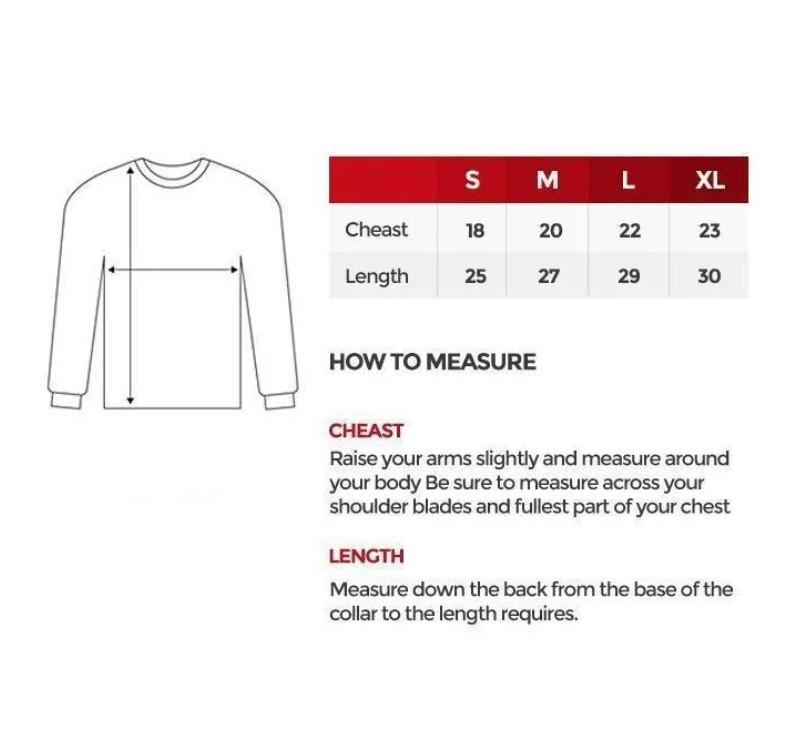 S M L XL
Cheast 18 20 22 23
Length 25 27 29 30
HOW TO MEASURE
CHEAST
Raise your arms slightly and measure around
your body Be sure to measure across your
shoulder blades and fullest part of your chest
LENGTH
Measure down the back from the base of the
collar to the length requires.